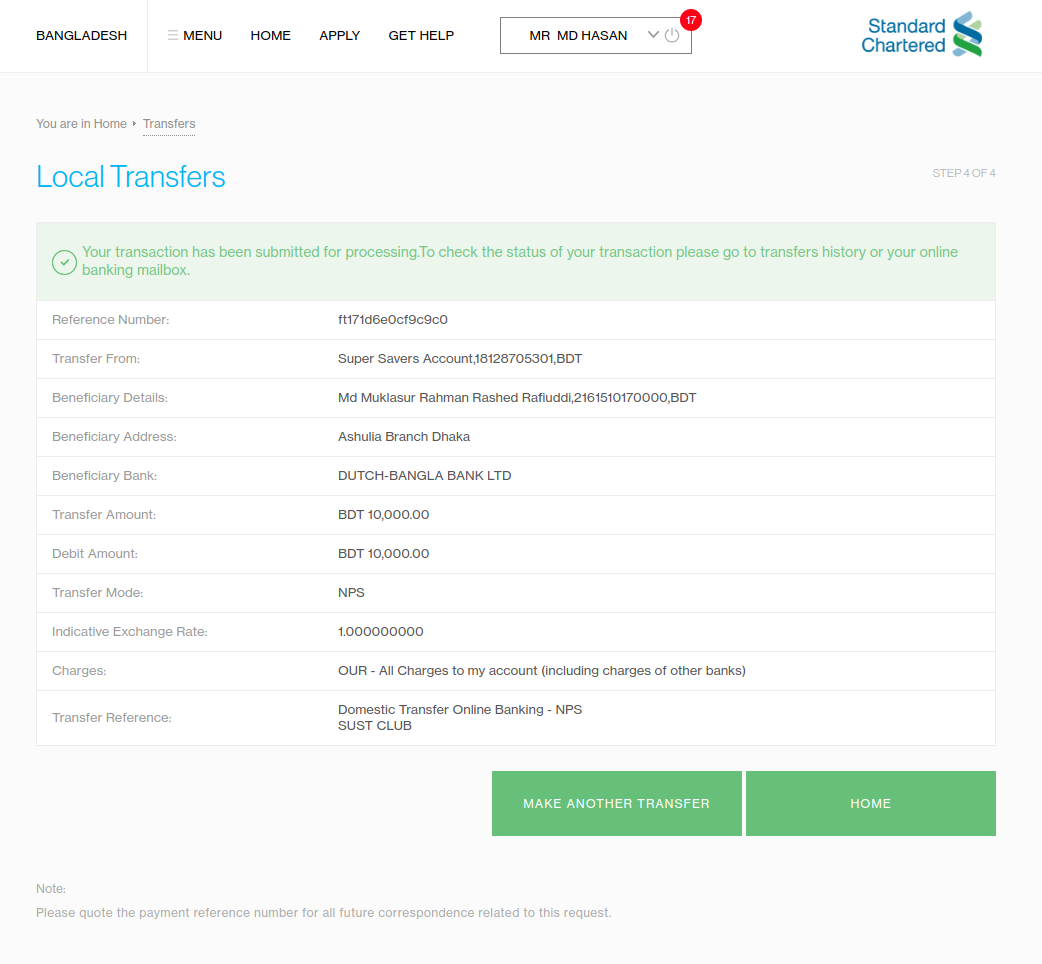 BANGLADESH
MENU
HOME
APPLY
GET HELP
MR MD HASAN
17
Standard
Chartered
You are in Home
Transfers
Local Transfers
STEP 4 OF 4
Your transaction has been submitted for processing.To check the status of your transaction please go to transfers history or your online
banking mailbox.
Reference Number: ft171d6e0cf9c9c0
Transfer From: Super Savers Account,18128705301,BDT
Beneficiary Details: Md Muklasur Rahman Rashed Rafiuddi,2161510170000,BDT
Beneficiary Address: Ashulia Branch Dhaka
Beneficiary Bank: DUTCH-BANGLA BANK LTD
Transfer Amount: BDT 10,000.00
Debit Amount: BDT 10,000.00
Transfer Mode: NPS
Indicative Exchange Rate: 1.000000000
Charges: OUR - All Charges to my account (including charges of other banks)
Transfer Reference: Domestic Transfer Online Banking - NPS
SUST CLUB
MAKE ANOTHER TRANSFER
HOME
Note:
Please quote the payment reference number for all future correspondence related to this request.